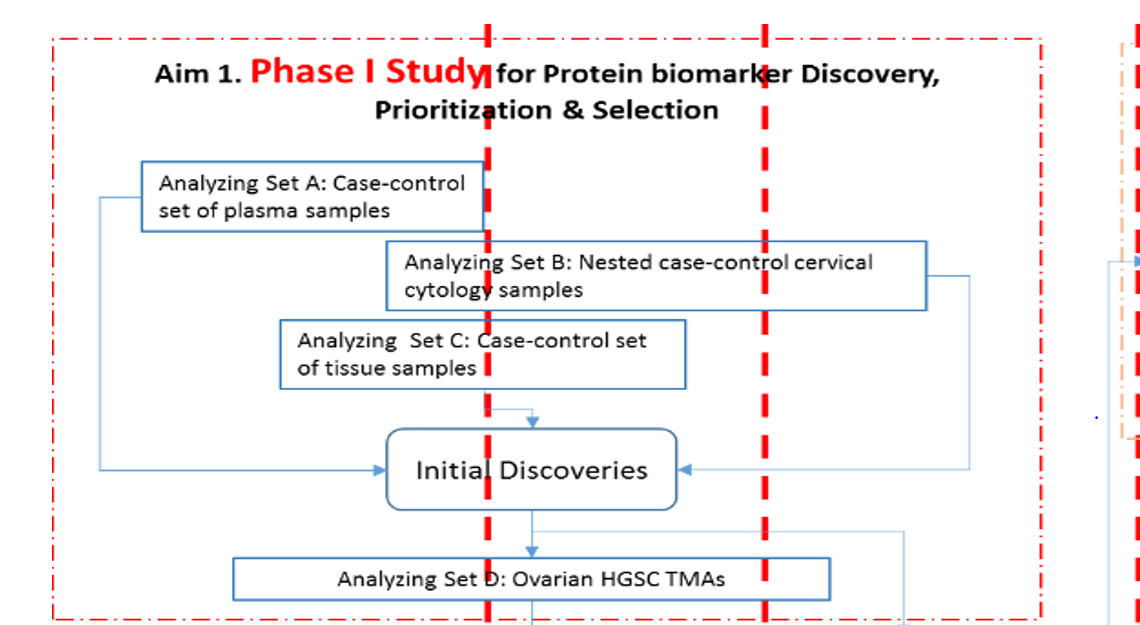 Aim 1. Phase I Study for Protein biomarker Discovery,
Prioritization & Selection
Analyzing Set A: Case-control
set of plasma samples
Analyzing Set B: Nested case-control cervical
cytology samples
Analyzing Set C: Case-control set
of tissue samples
Initial Discoveries
Analyzing Set D: Ovarian HGSC TMAs